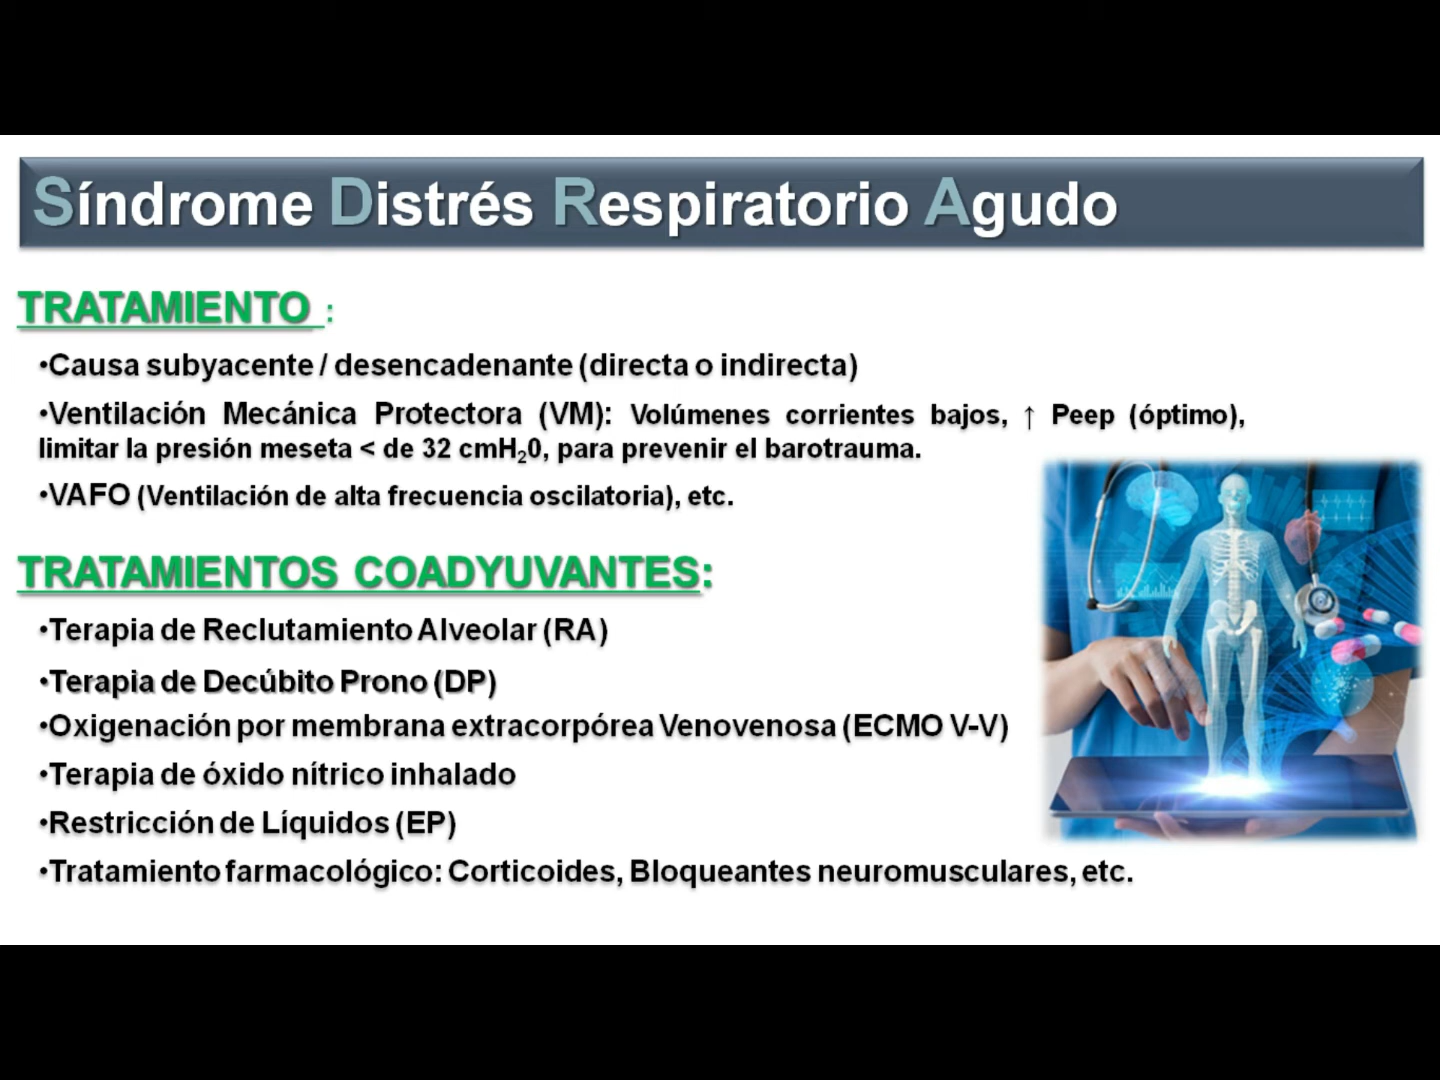 Síndrome Distrés Respiratorio Agudo
TRATAMIENTO :
•Causa subyacente / desencadenante (directa o indirecta)
•Ventilación Mecánica Protectora (VM): Volúmenes corrientes bajos, ↑ Peep (óptimo),
limitar la presión meseta < de 32 cmH₂0, para prevenir el barotrauma.
•VAFO (Ventilación de alta frecuencia oscilatoria), etc.
TRATAMIENTOS COADYUVANTES:
•Terapia de Reclutamiento Alveolar (RA)
•Terapia de Decúbito Prono (DP)
•Oxigenación por membrana extracorpórea Venovenosa (ECMO V-V)
•Terapia de óxido nítrico inhalado
•Restricción de Líquidos (EP)
•Tratamiento farmacológico: Corticoides, Bloqueantes neuromusculares, etc.